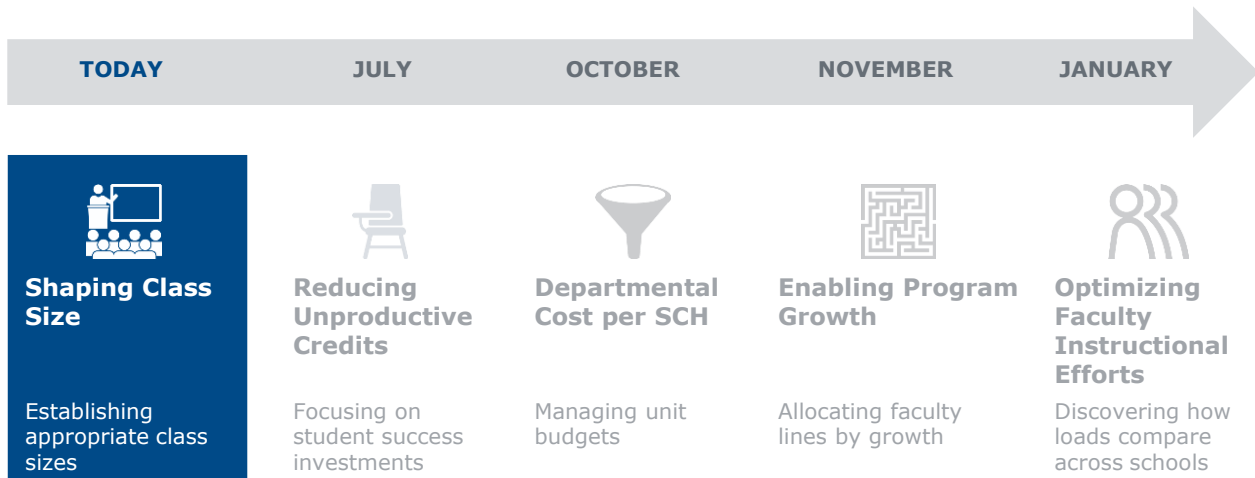 TODAY
JULY
OCTOBER
NOVEMBER
JANUARY
Shaping Class
Size
Establishing
appropriate class
sizes
Reducing
Unproductive
Credits
Focusing on
student success
investments
Departmental
Cost per SCH
Managing unit
budgets
Enabling Program
Growth
Allocating faculty
lines by growth
Optimizing
Faculty
Instructional
Efforts
Discovering how
loads compare
across schools